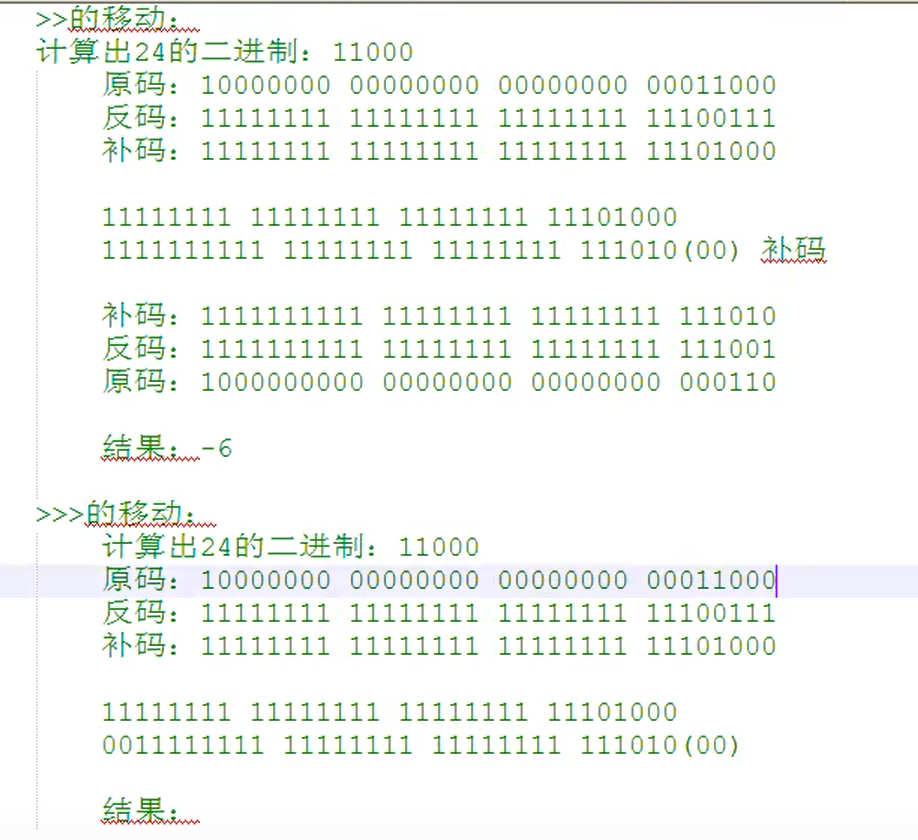 >>的移动：
计算出24的二进制：11000
原码：10000000 00000000 00000000 00011000
反码：11111111 11111111 11111111 11100111
补码：11111111 11111111 11111111 11101000
11111111 11111111 11111111 11101000
1111111111 11111111 11111111 111010(00) 补码
补码：1111111111 11111111 11111111 111010
反码：1111111111 11111111 11111111 111001
原码：1000000000 00000000 00000000 000110
结果：-6
>>>的移动：
计算出24的二进制：11000
原码：10000000 00000000 00000000 00011000
反码：11111111 11111111 11111111 11100111
补码：11111111 11111111 11111111 11101000
11111111 11111111 11111111 11101000
0011111111 11111111 11111111 111010(00)
结果：